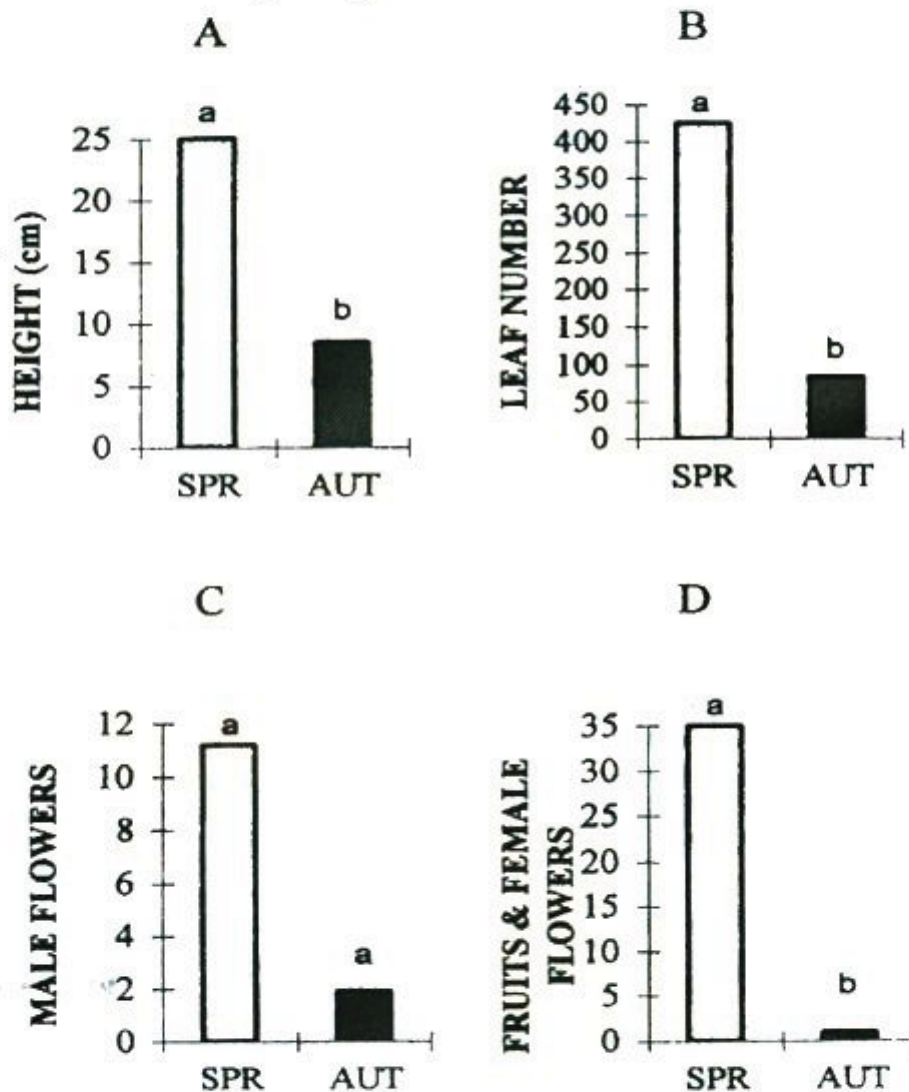 A
HEIGHT (cm)
25
20
15
10
5
0
a
b
SPR AUT
B
LEAF NUMBER
450
400
350
300
250
200
150
100
50
0
a
b
SPR AUT
C
MALE FLOWERS
12
10
8
6
4
2
0
a
a
SPR AUT
D
FRUITS & FEMALE
FLOWERS
35
30
25
20
15
10
5
0
a
b
SPR AUT